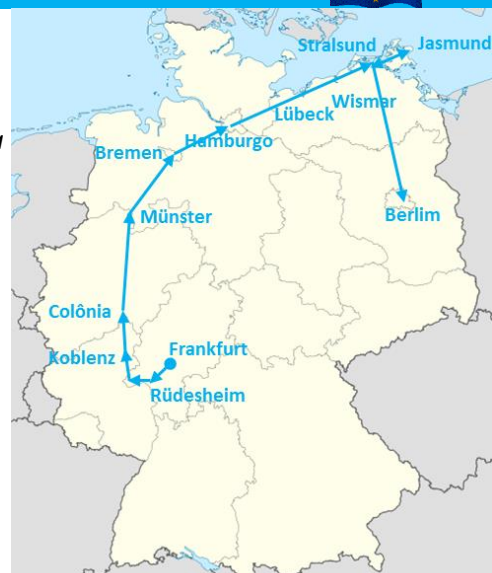 Stralsund
Jasmund
Wismar
Lübeck
Hamburgo
Bremen
Münster
Berlim
Colônia
Koblenz
Frankfurt
Rüdesheim